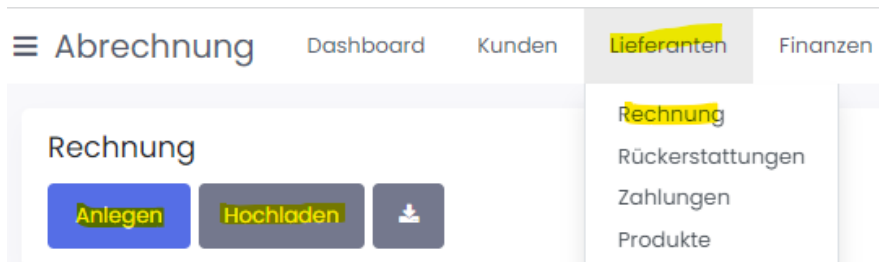 Abrechnung Dashboard Kunden Lieferanten Finanzen
Rechnung
Anlegen Hochladen
Rechnung
Rückerstattungen
Zahlungen
Produkte